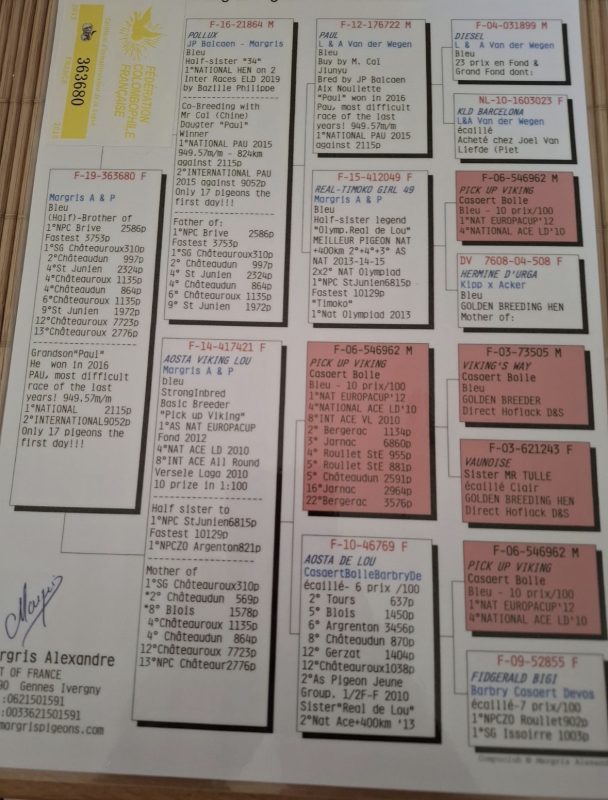 363680
FEDERATION
COLOMBOPHILE
FRANÇAISE
F-19-363680 F
Margris A & P
Bleu
(Half)-Brother of
1°NPC Brive 2586p
Fastest 3753p
1°SG Châteauroux310p
2°Châteaudun 997p
4°St Junien 2324p
4°Châteaudun 864p
6°Châteauroux 1135p
9°St Junien 1972p
12°Châteauroux 7723p
13°Châteauroux 2776p
Grandson"Paul"
He won in 2016
PAU, most difficult
race of the last
years! 949.57m/m
1°NATIONAL 2115p
2°INTERNATIONAL9052p
Only 17 pigeons the
first day!!!
F-16-21864 M
POLLUX
JP Balcaen - Margris
Bleu
Half-sister "34"
1°NATIONAL HEN on 2
Inter Races ELD 2019
by Bazille Philippe
Co-Breeding with
Mr Cai (Chine)
Daugter "Paul"
Winner
1°NATIONAL PAU 2015
949.57m/m - 824km
against 2115p
2°INTERNATIONAL PAU
2015 against 9052p
Only 17 pigeons the
first day!!!
Father of:
1°NPC Brive 2586p
Fastest 3753p
1°SG Châteauroux310p
2° Châteaudun 997p
4° St Junien 2324p
4° Châteaudun 864p
6° Châteauroux 1135p
9° St Junien 1972p
F-14-417421 F
AOSTA VIKING LOU
Margris A & P
bleu
StrongInbred
Basic Breeder
"Pick up Viking"
1°AS NAT EUROPACUP
Fond 2012
4°NAT ACE LD 2010
8°INT ACE All Round
Versele Laga 2010
10 prize in 1:100
Half sister to
1°NPC StJunien6815p
Fastest 10129p
1°NPCZO Argenton821p
Mother of
1°SG Châteauroux310p
*2° Châteaudun 569p
*8° Blois 1578p
4°Châteauroux 1135p
4° Châteaudun 864p
12°Châteauroux 7723p
13°NPC Châteaur2776p
F-12-176722 M
PAUL
L & A Van der Wegen
Bleu
Buy by M. Cai
Jiunyu
Bred by JP Balcaen
Aix Noullette
"Paul" won in 2016
Pau, most difficult
race of the last
years! 949.57m/m
1°NATIONAL PAU 2015
against 2115p
F-15-412049 F
REAL-TIMOKO GIRL 49
Margris A & P
Bleu
Half-sister legend
"Olymp.Real de Lou"
MEILLEUR PIGEON NAT
+400km 2°+4°+3° AS
NAT 2013-14-15
2x2° NAT Olympiad
1°NPC StJunien6815p
Fastest 10129p
"Timoko"
1°Nat Olympiad 2013
F-06-546962 M
PICK UP VIKING
Casaert Bolle
Bleu - 10 prix/100
1°NAT EUROPACUP'12
4°NATIONAL ACE LD'10
8°INT ACE VL 2010
2° Bergerac 1134p
3° Jarnac 6860p
4° Roullet StE 955p
5° Roullet StE 881p
5° Châteaudun 2591p
16°Jarnac 2964p
22°Bergerac 3576p
F-10-46769 F
AOSTA DE LOU
CasaertBolleBarbryDe
écaillé- 6 prix /100
2° Tours 637p
5° Blois 1450p
6° Argrenton 3456p
8° Châteaudun 870p
12° Gerzat 1404p
12°Châteauroux1038p
2°As Pigeon Jeune
Group. 1/2F-F 2010
Sister"Real de Lou"
2°Nat Ace+400km '13
F-04-031899 M
DIESEL
L & A Van der Wegen
Bleu
23 prix en Fond &
Grand Fond dont:
NL-10-1603023 F
KLD BARCELONA
L&A Van der Wegen
écaillé
Acheté chez Joel Van
Liefde (Piet
F-06-546962 M
PICK UP VIKING
Casaert Bolle
Bleu - 10 prix/100
1°NAT EUROPACUP'12
4°NATIONAL ACE LD'10
DV 7608-04-508 F
HERMINE D'URGA
Kipp x Acker
Bleu
GOLDEN BREEDING HEN
Mother of:
F-03-73505 M
VIKING'S WAY
Casaert Bolle
Bleu
GOLDEN BREEDER
Direct Hoflack D&S
F-03-621243 F
VAUNOISE
Sister MR TULLE
écaillé Clair
GOLDEN BREEDING HEN
Direct Hoflack D&S
F-06-546962 M
PICK UP VIKING
Casaert Bolle
Bleu - 10 prix/100
1°NAT EUROPACUP'12
4°NATIONAL ACE LD'10
F-09-52855 F
FIDGERALD BIGI
Barbry Casaert Devos
écaillé-7 prix/100
1°NPCZO Roullet902p
1°SG Issoirre 1003p
argris Alexandre
ST OF FRANCE
90 Gennes Ivergny
:0621501591
:0033621501591
margrispigeons.com
Compuclub © Margris Alexan